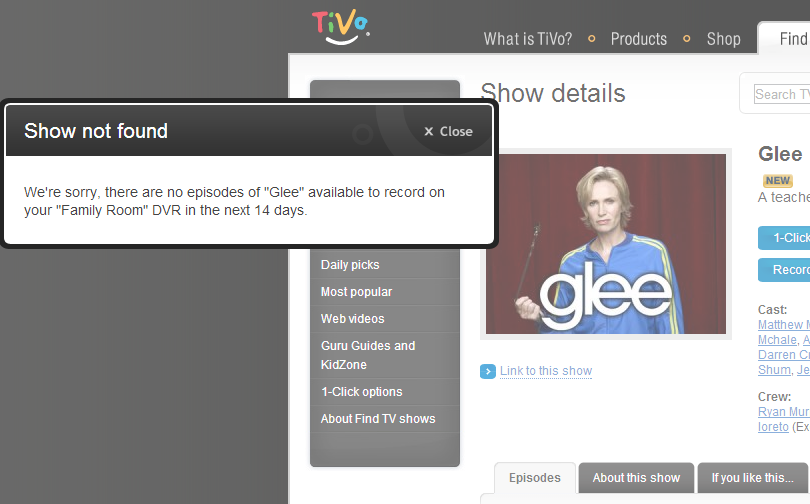 TiVo
What is TiVo?
Products
Shop
Find
Show details
Search TV
Show not found
x Close
We're sorry, there are no episodes of "Glee" available to record on
your "Family Room" DVR in the next 14 days.
Daily picks
Most popular
Web videos
Guru Guides and
KidZone
1-Click options
About Find TV shows
glee
Link to this show
Glee
NEW
A teache
1-Click
Record
Cast:
Matthew M
Mchale, A
Darren Cr
Shum, Je
Crew:
Ryan Mur
loreto (Ex
Episodes
About this show
If you like this...